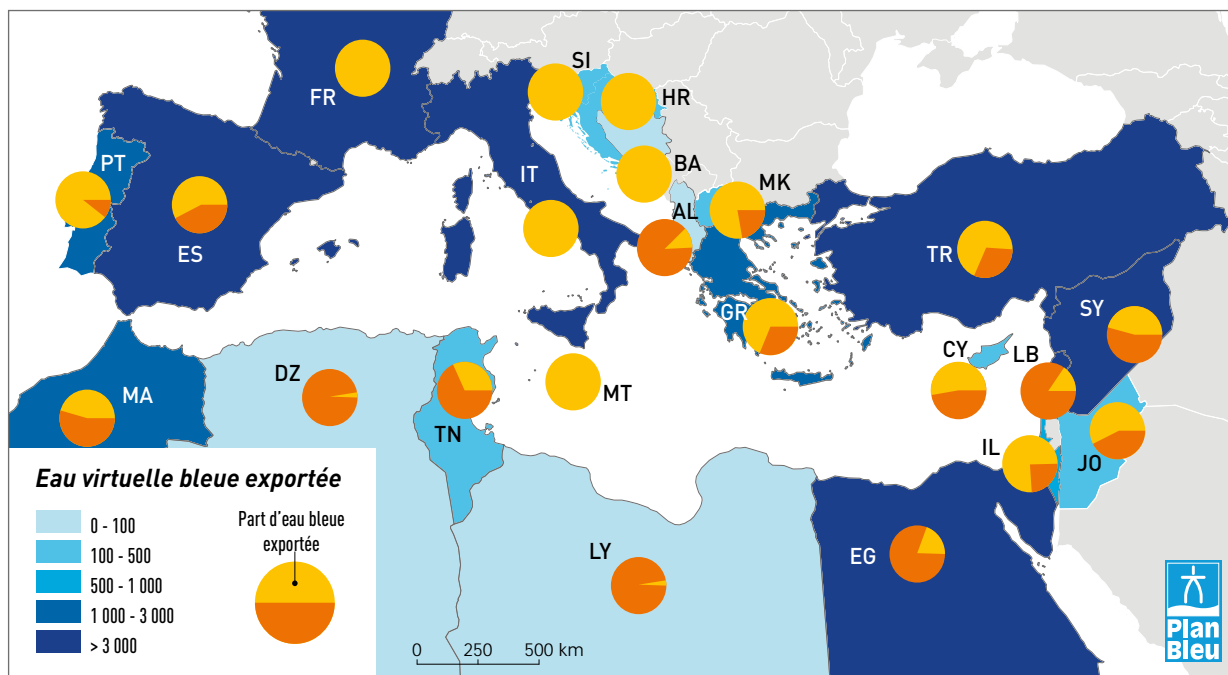 SI
FR
HR
PT
IT
BA
MK
AL
ES
TR
GR
SY
CY
LB
DZ
MA
MT
TN
IL
JO
Eau virtuelle bleue exportée
0 - 100
100 - 500
500 - 1 000
1 000 - 3 000
> 3 000
Part d'eau bleue
exportée
LY
EG
0 250 500 km
Plan
Bleu